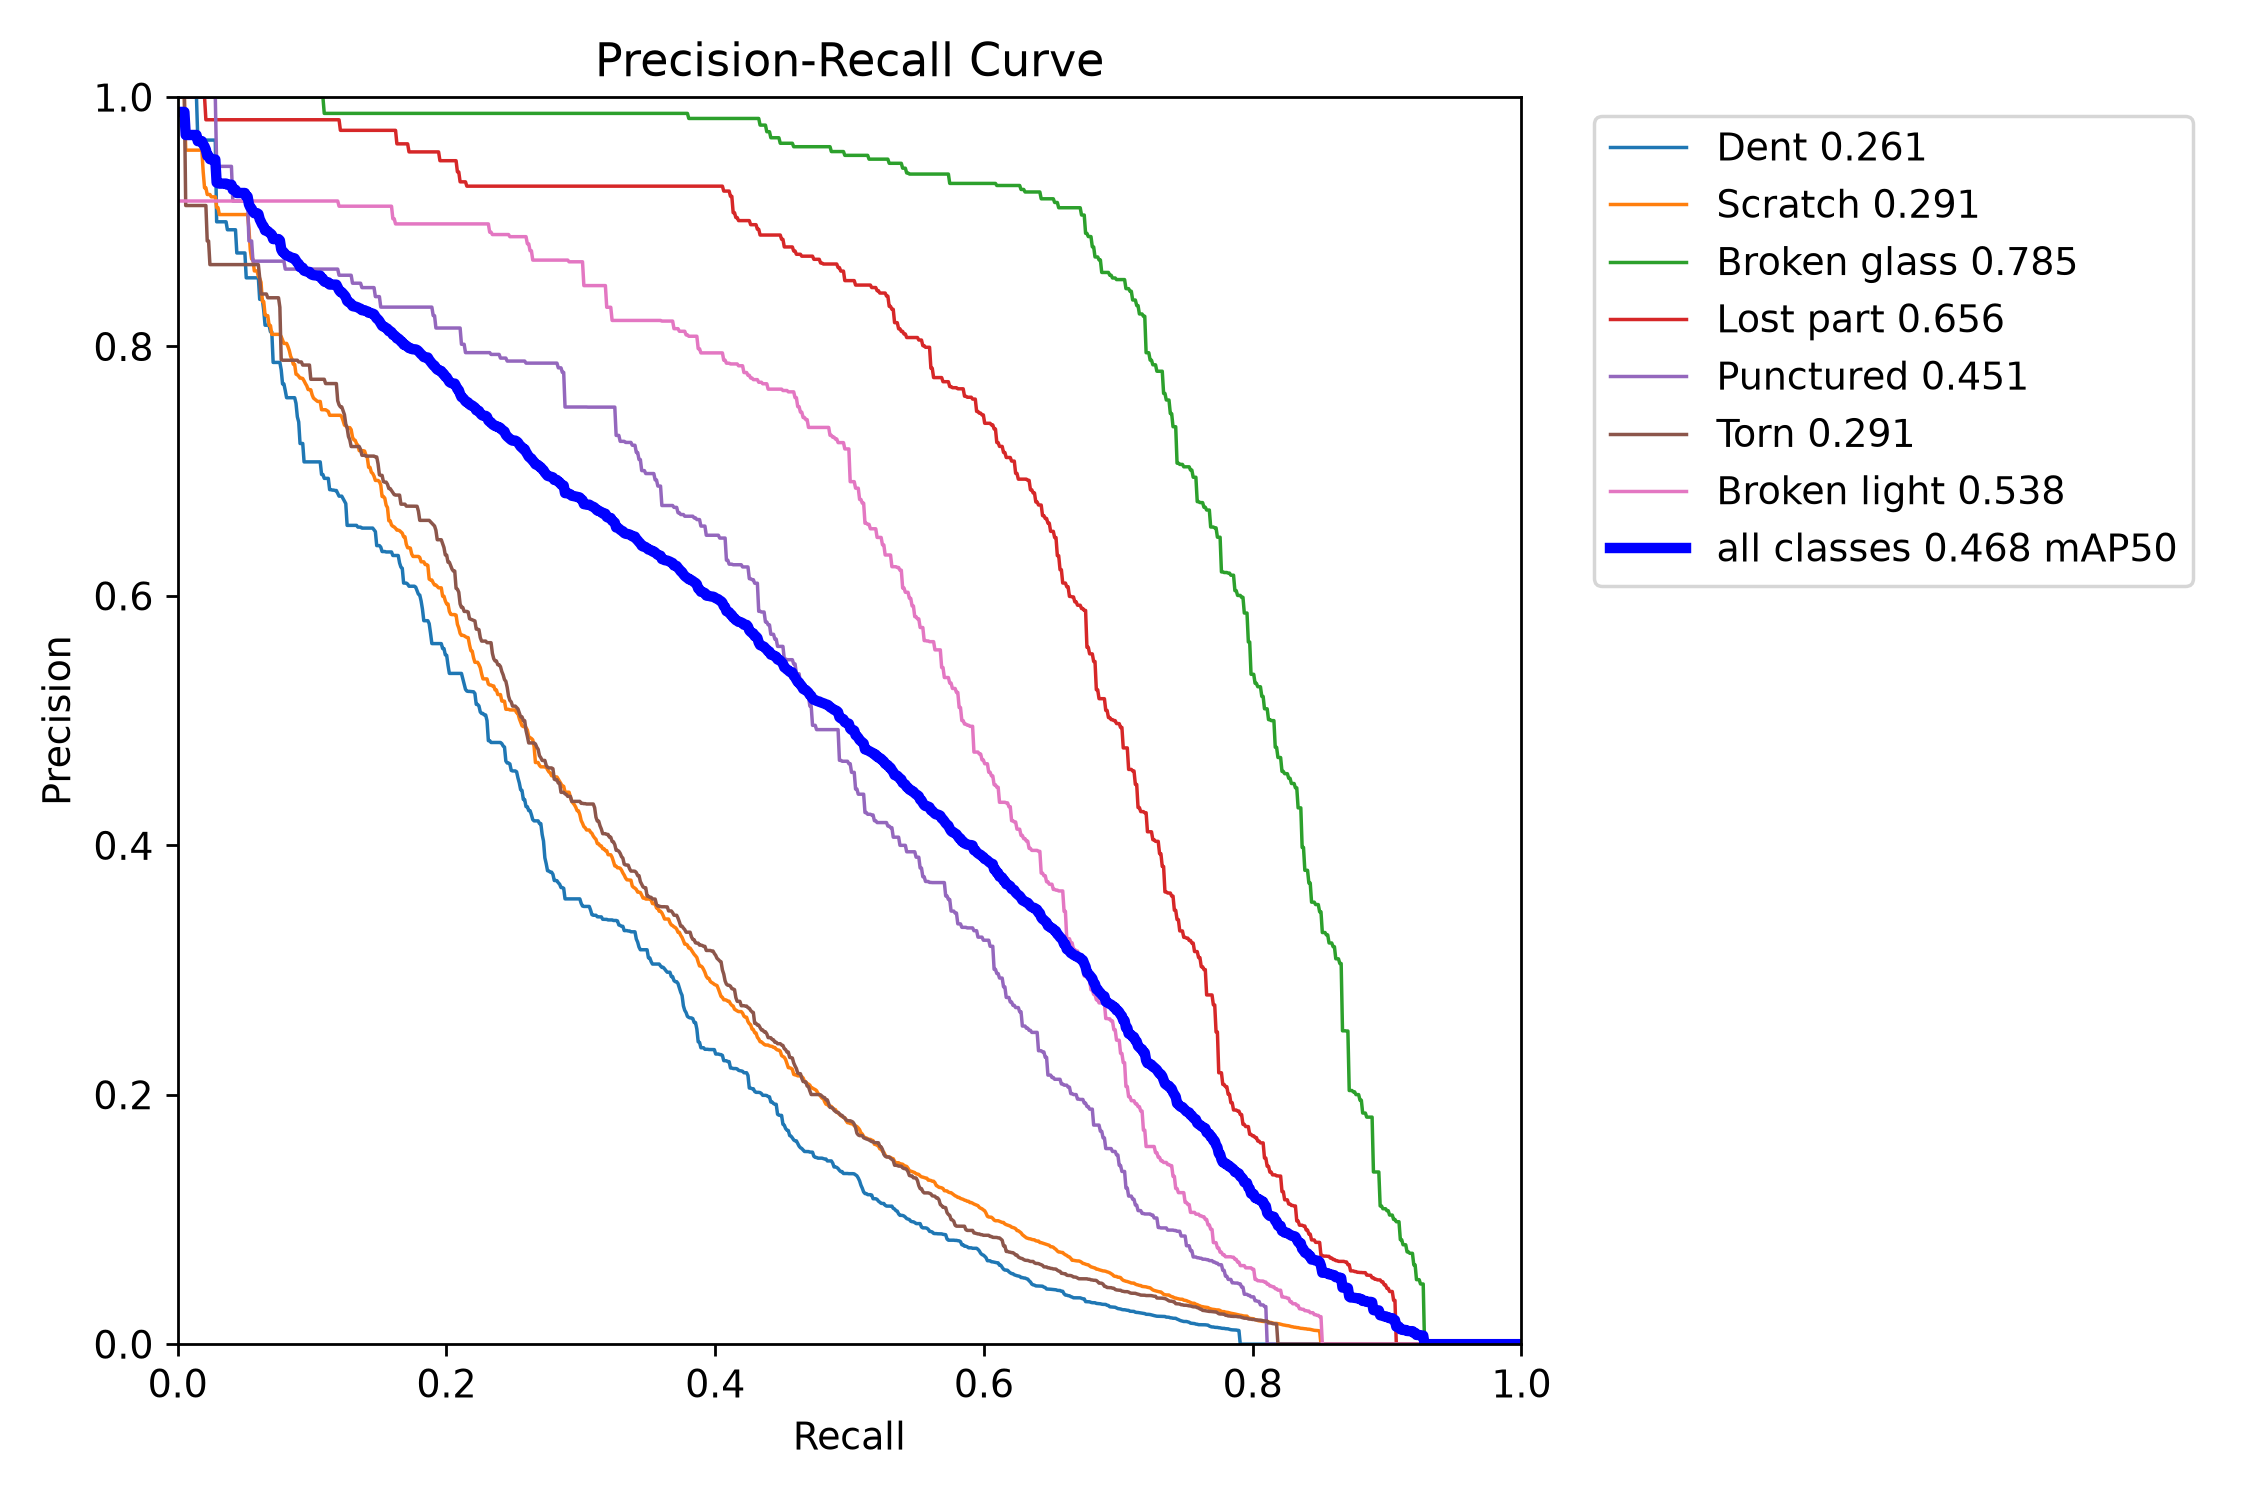 Precision-Recall Curve
1.0
0.8
0.6
0.4
0.2
0.0
Precision
0.0 0.2 0.4 0.6 0.8 1.0
Recall
Dent 0.261
Scratch 0.291
Broken glass 0.785
Lost part 0.656
Punctured 0.451
Torn 0.291
Broken light 0.538
all classes 0.468 mAP50